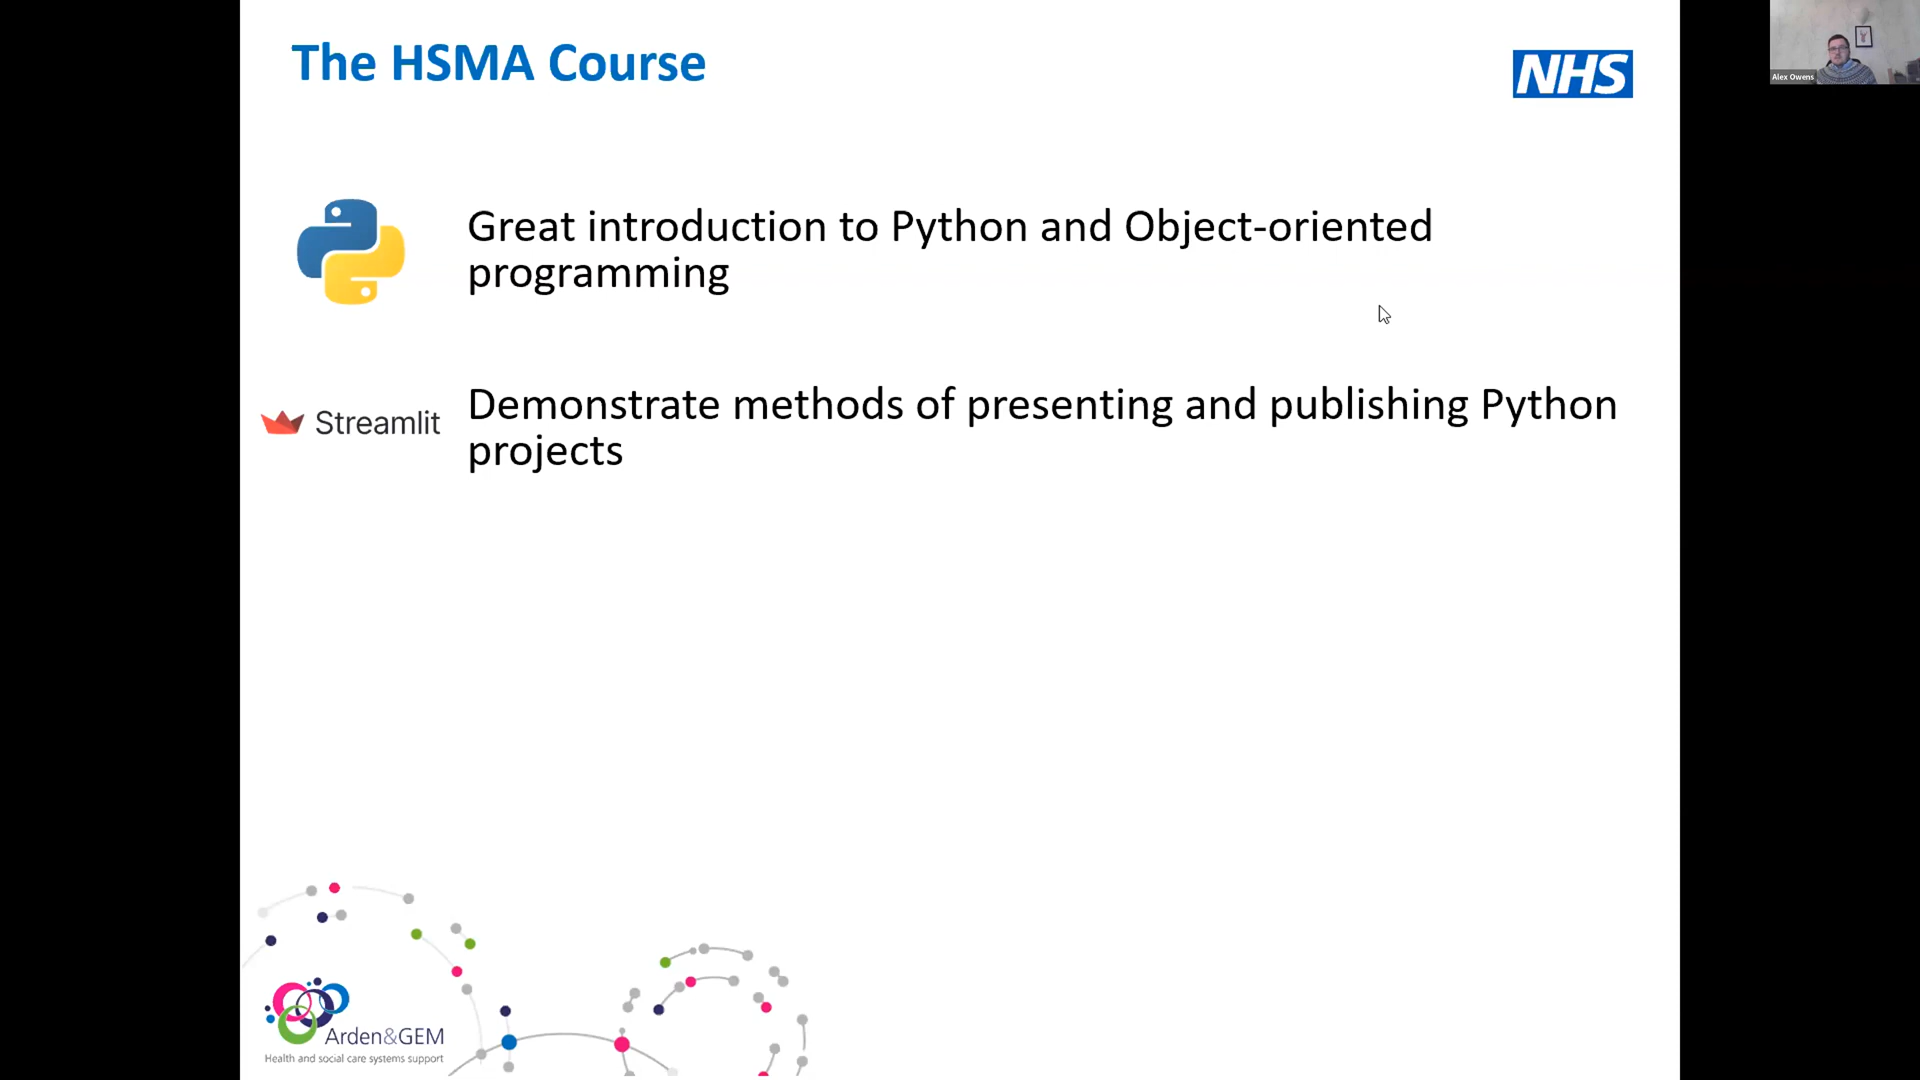 The HSMA Course
NHS
Alex Owens
Great introduction to Python and Object-oriented
programming
Streamlit
Demonstrate methods of presenting and publishing Python
projects
Arden&GEM
Health and social care systems support